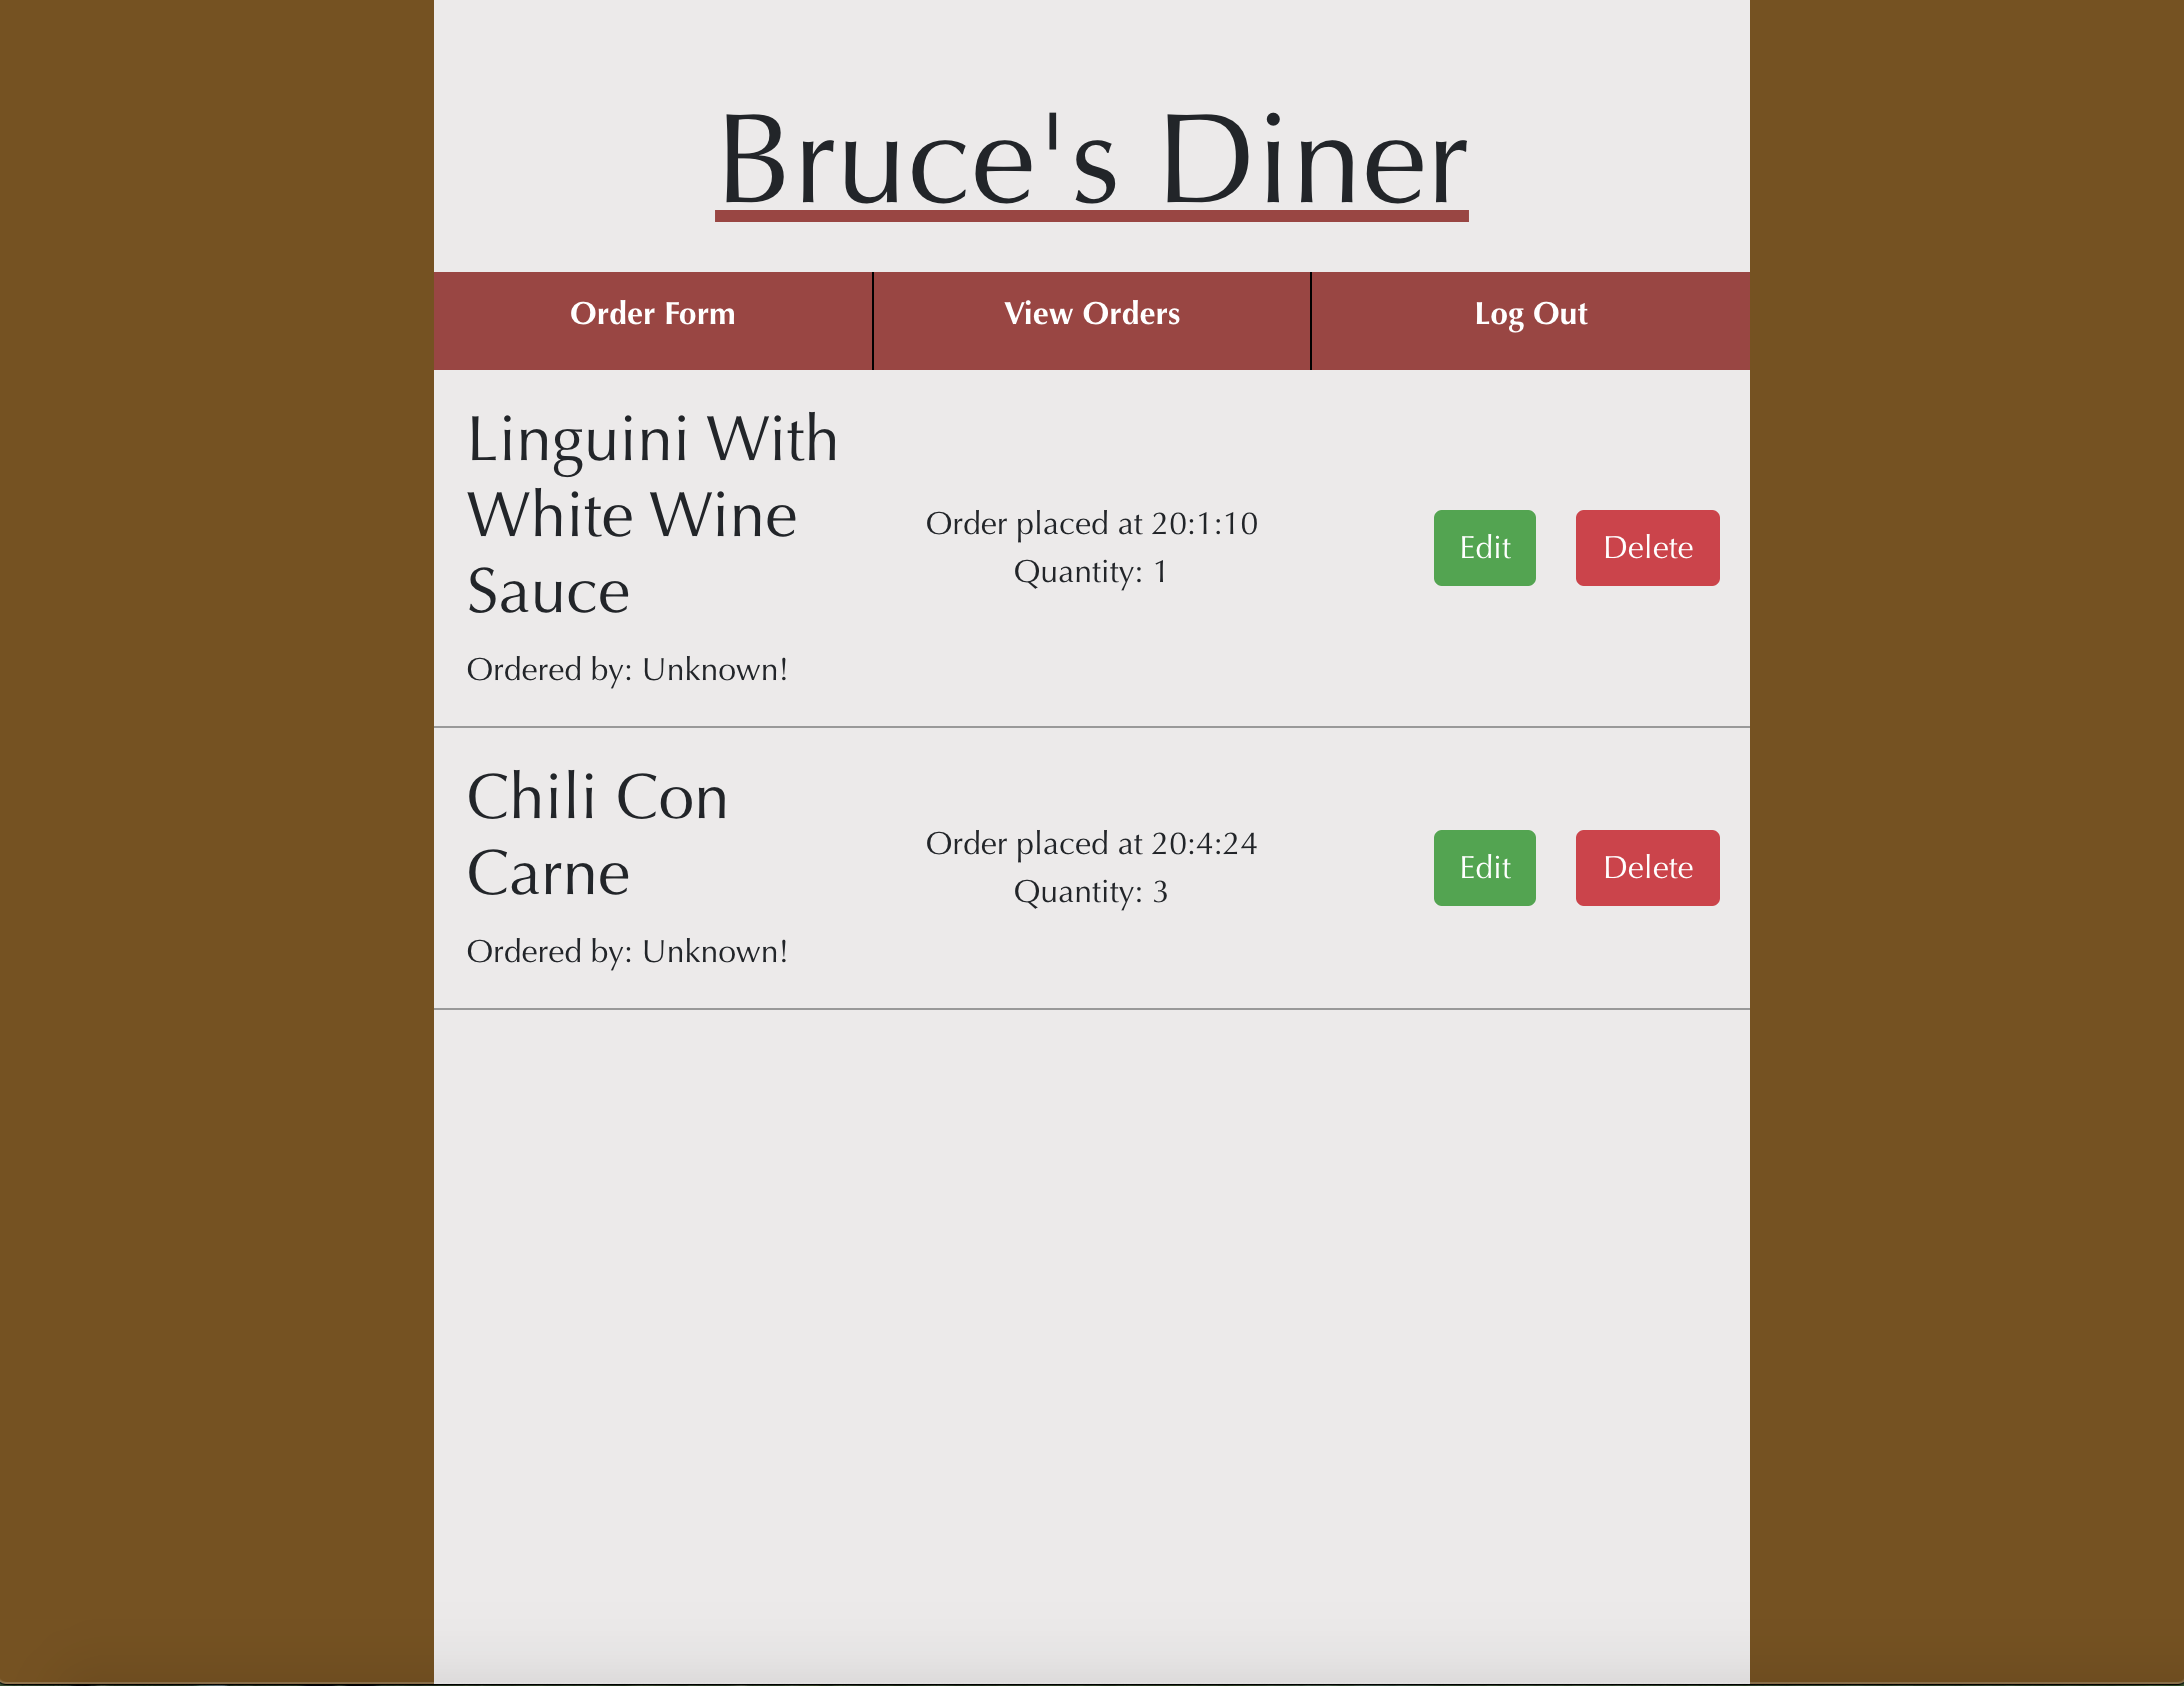 Bruce's Diner
Order Form
View Orders
Log Out
Linguini With
White Wine
Sauce
Ordered by: Unknown!
Order placed at 20:1:10
Quantity: 1
Edit
Delete
Chili Con
Carne
Ordered by: Unknown!
Order placed at 20:4:24
Quantity: 3
Edit
Delete